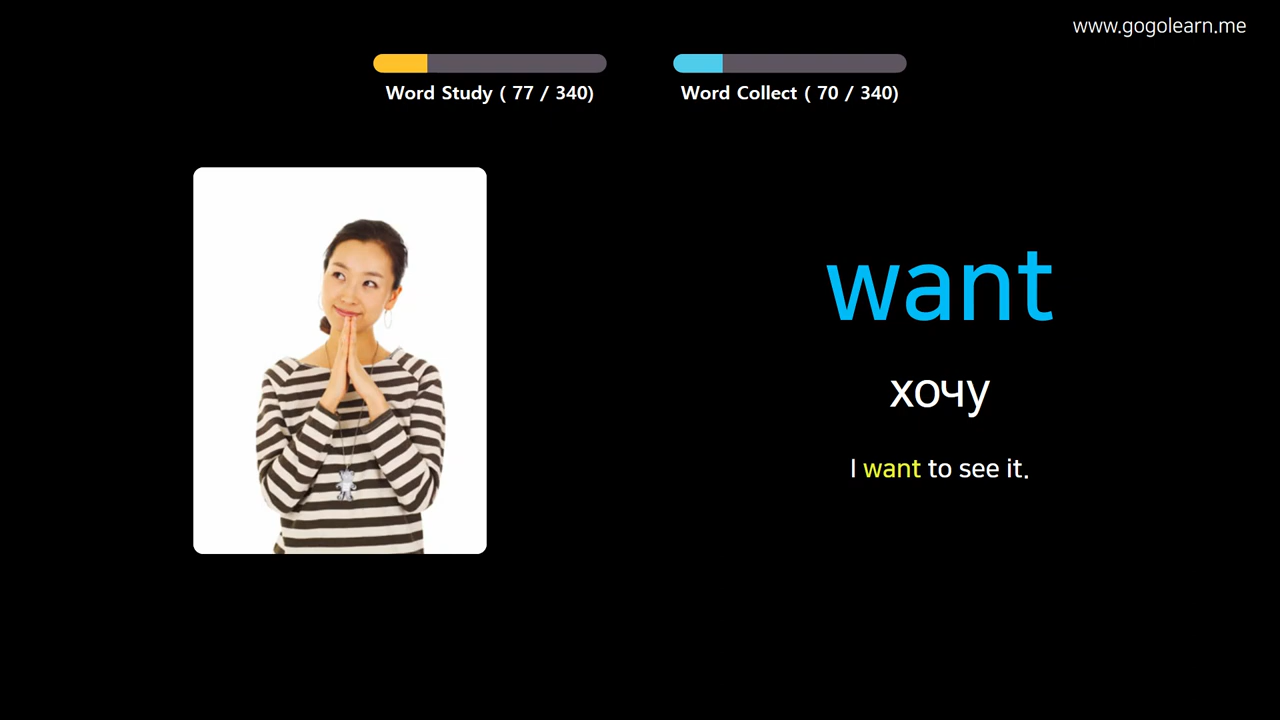 www.gogolearn.me
Word Study ( 77 / 340)
Word Collect ( 70 / 340)
want
хочу
I want to see it.